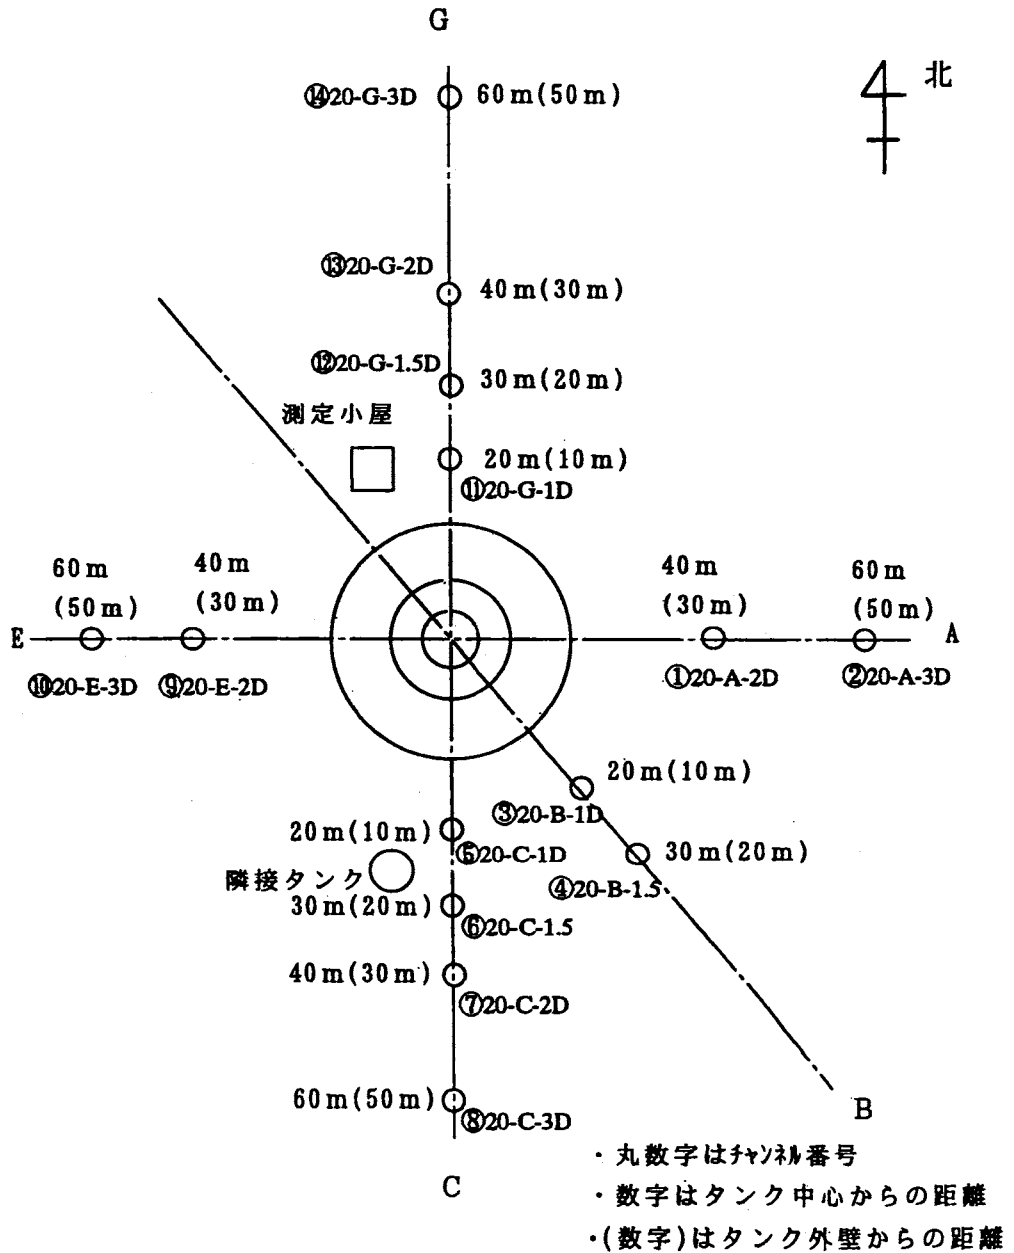 G
⑭20-G-3D 60m(50m)
北
⑬20-G-2D
40m(30m)
⑫20-G-1.5D
30m(20m)
測定小屋
20m(10m)
⑪20-G-1D
60m
(50m)
40m
(30m)
40m
(30m)
60m
(50m)
E
A
⑩20-E-3D ⑨20-E-2D
①20-A-2D ②20-A-3D
20m(10m)
③20-B-1D
20m(10m)
⑤20-C-1D
30m(20m)
隣接タンク
④20-B-1.5
30m(20m)
⑥20-C-1.5
40m(30m)
⑦20-C-2D
60m(50m)
⑧20-C-3D
B
C
・丸数字はチャンネル番号
・数字はタンク中心からの距離
・(数字)はタンク外壁からの距離